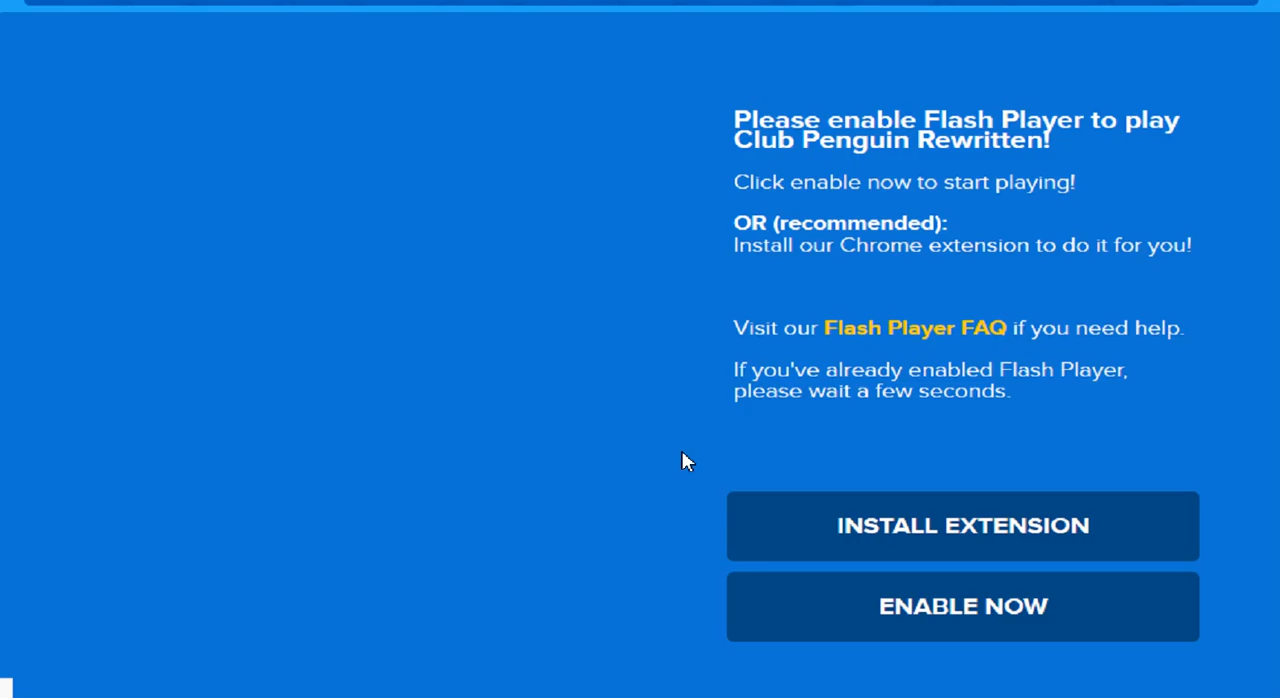 Please enable Flash Player to play
Club Penguin Rewritten!
Click enable now to start playing!
OR (recommended):
Install our Chrome extension to do it for you!
Visit our Flash Player FAQ if you need help.
If you've already enabled Flash Player,
please wait a few seconds.
INSTALL EXTENSION
ENABLE NOW